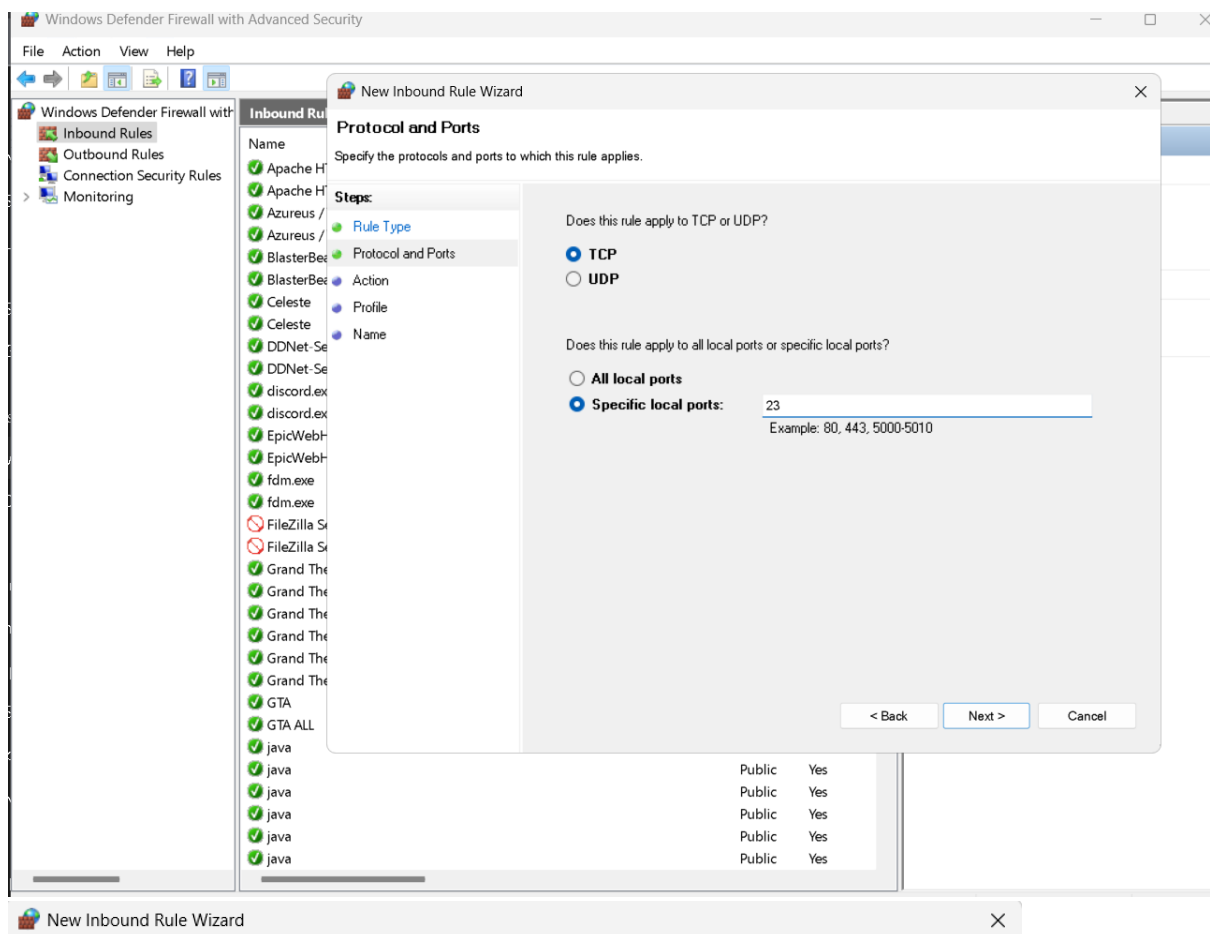 Windows Defender Firewall with Advanced Security
File Action View Help
Windows Defender Firewall with
Inbound Rules
Outbound Rules
Connection Security Rules
Monitoring
Inbound Rul
Name
Apache H
Apache H
Azureus /
Azureus /
BlasterBea
BlasterBea
Celeste
Celeste
DDNet-Se
DDNet-Se
discord.ex
discord.ex
EpicWebH
EpicWebH
fdm.exe
fdm.exe
FileZilla Se
FileZilla Se
Grand The
Grand The
Grand The
Grand The
Grand The
Grand The
GTA
GTA ALL
java
java Public Yes
java Public Yes
java Public Yes
java Public Yes
java Public Yes
New Inbound Rule Wizard
Protocol and Ports
Specify the protocols and ports to which this rule applies.
Steps:
Rule Type
Protocol and Ports
Action
Profile
Name
Does this rule apply to TCP or UDP?
TCP
UDP
Does this rule apply to all local ports or specific local ports?
All local ports
Specific local ports: 23
Example: 80, 443, 5000-5010
< Back Next > Cancel
New Inbound Rule Wizard